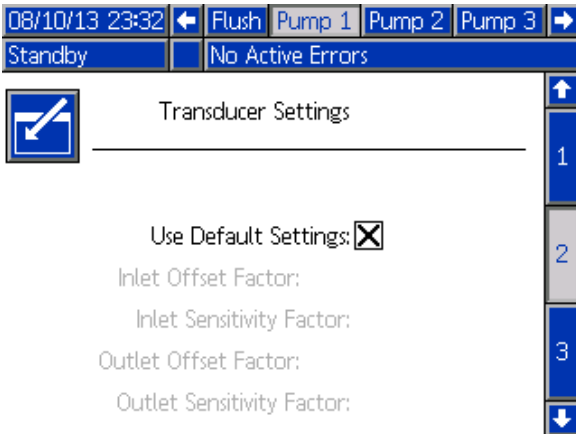 08/10/13 23:32 Flush Pump 1 Pump 2 Pump 3
Standby No Active Errors
Transducer Settings
1
Use Default Settings:
2
Inlet Offset Factor:
Inlet Sensitivity Factor:
Outlet Offset Factor:
3
Outlet Sensitivity Factor: